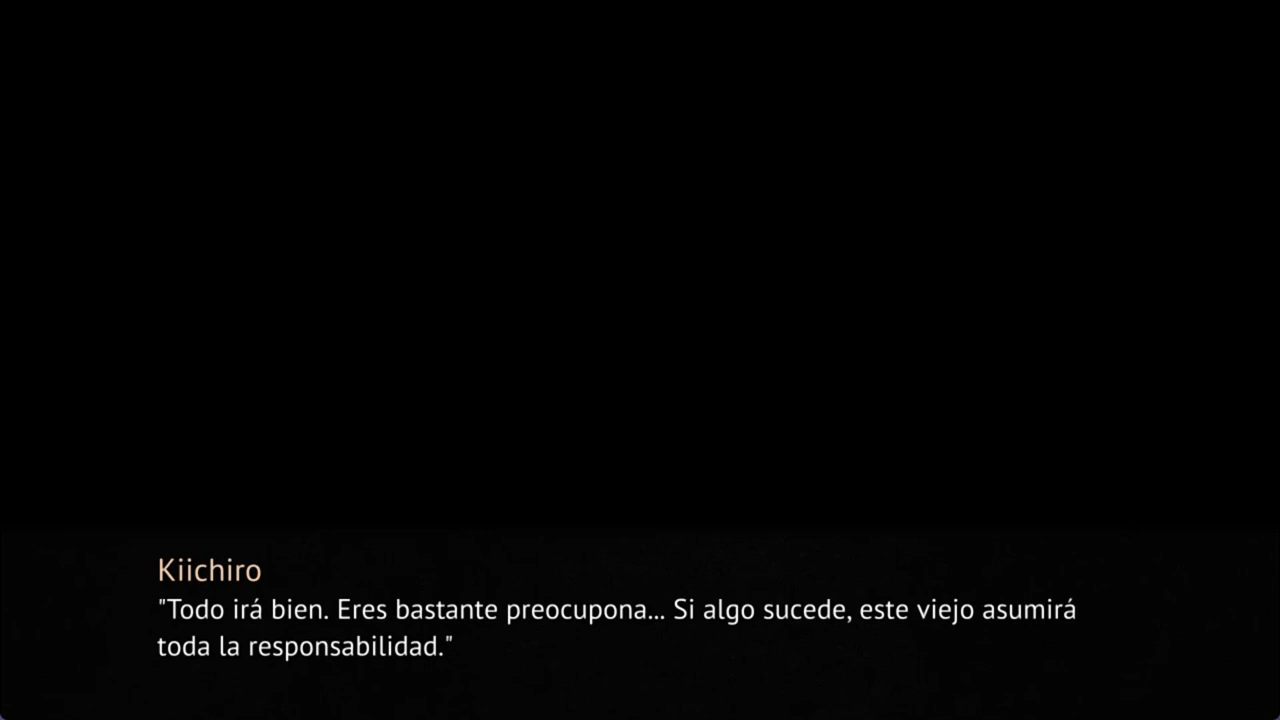 Kiichiro
"Todo irá bien. Eres bastante preocupona... Si algo sucede, este viejo asumirá
toda la responsabilidad."